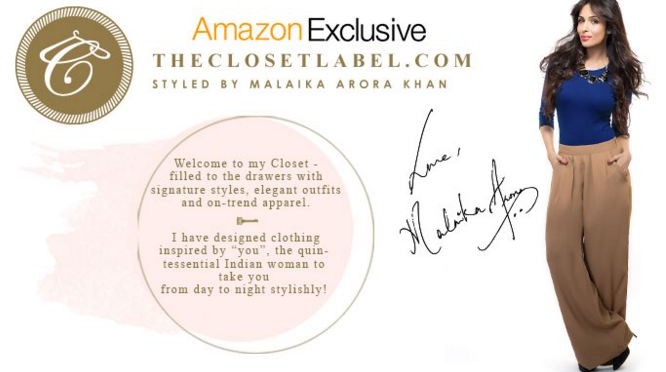 Amazon Exclusive
THECLOSETLABEL.COM
STYLED BY MALAIKA ARORA KHAN
Welcome to my Closet -
filled to the drawers with
signature styles, elegant outfits
and on-trend apparel.
I have designed clothing
inspired by “you”, the quin-
tessential Indian woman to
take you
from day to night stylishly!
Love,
Malaika Arora